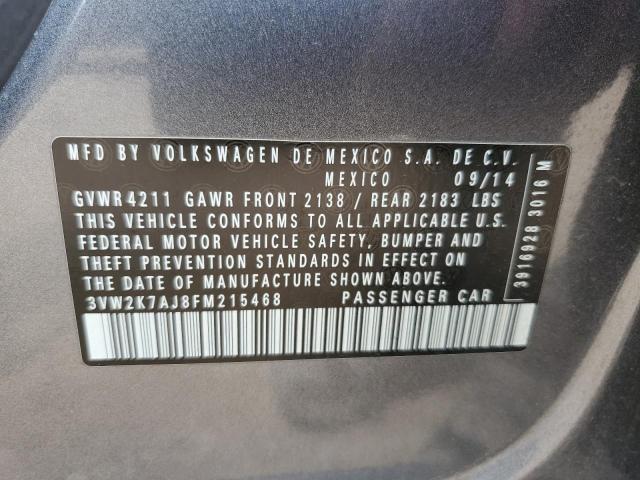 MFD BY VOLKSWAGEN DE MEXICO S.A. DE C.V.
MEXICO 09/14
GVWR 4211 GAWR FRONT 2138 / REAR 2183 LBS
THIS VEHICLE CONFORMS TO ALL APPLICABLE U.S.
FEDERAL MOTOR VEHICLE SAFETY, BUMPER AND
THEFT PREVENTION STANDARDS IN EFFECT ON
THE DATE OF MANUFACTURE SHOWN ABOVE.
3VW2K7AJ8FM215468 PASSENGER CAR
3916928 3016 M